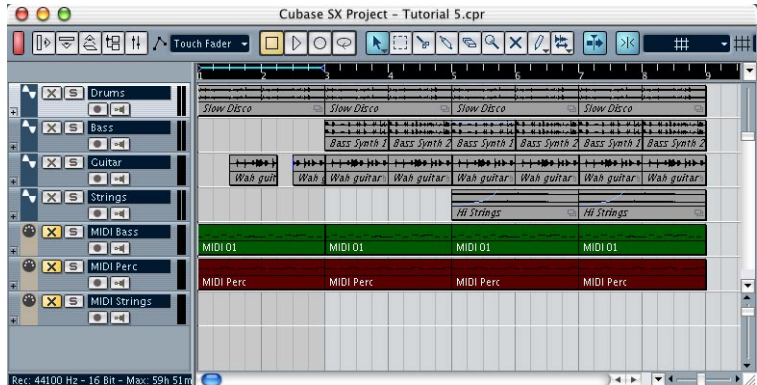 Cubase SX Project - Tutorial 5.cpr
Touch Fader
1 2 3 4 5 6 7 8 9
X S Drums
Slow Disco Slow Disco Slow Disco Slow Disco
X S Bass
Bass Synth 1 Bass Synth 2 Bass Synth 1 Bass Synth 2 Bass Synth 1 Bass Synth 2
X S Guitar
Wah guit Wah g Wah guitar Wah guitar Wah guitar Wah guitar Wah guitar Wah guitar
X S Strings
Hi Strings Hi Strings
X S MIDI Bass
MIDI 01 MIDI 01 MIDI 01 MIDI 01
X S MIDI Perc
MIDI Perc MIDI Perc MIDI Perc MIDI Perc
X S MIDI Strings
Rec: 44100 Hz - 16 Bit - Max: 59h 51m